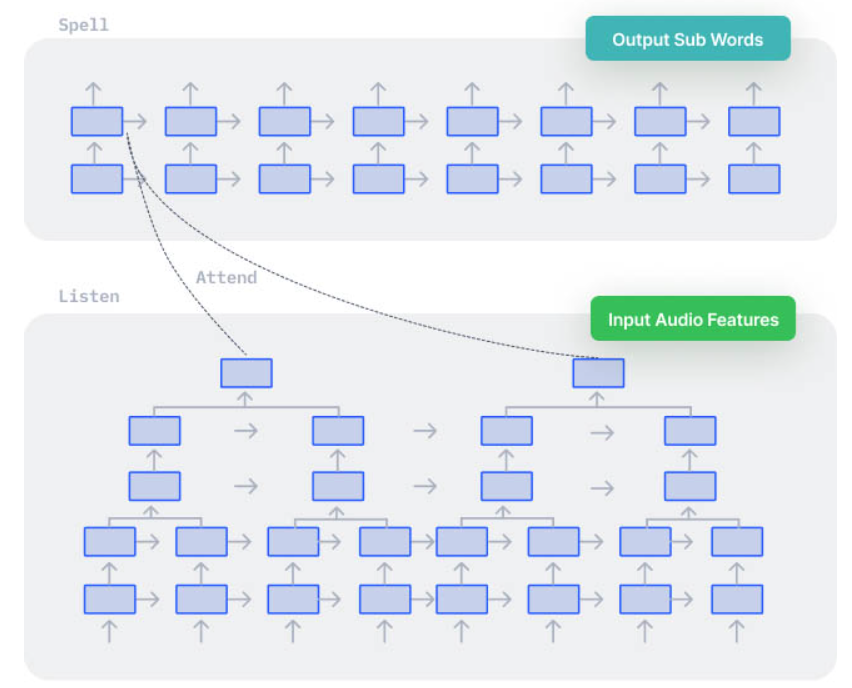 Spell
Output Sub Words
Attend
Listen
Input Audio Features